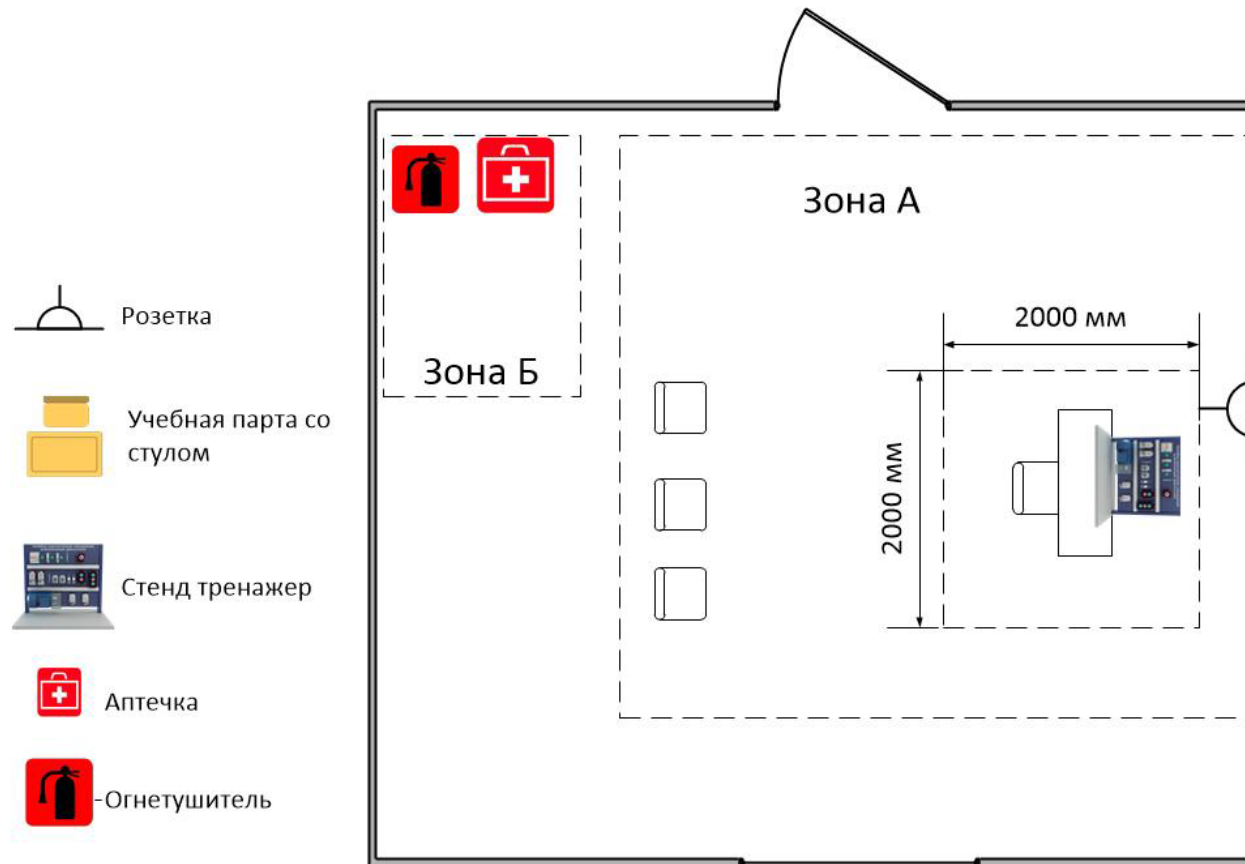 Зона А
2000 мм
Розетка
Зона Б
Учебная парта со
стулом
2000 мм
Стенд тренажер
Аптечка
-Огнетушитель